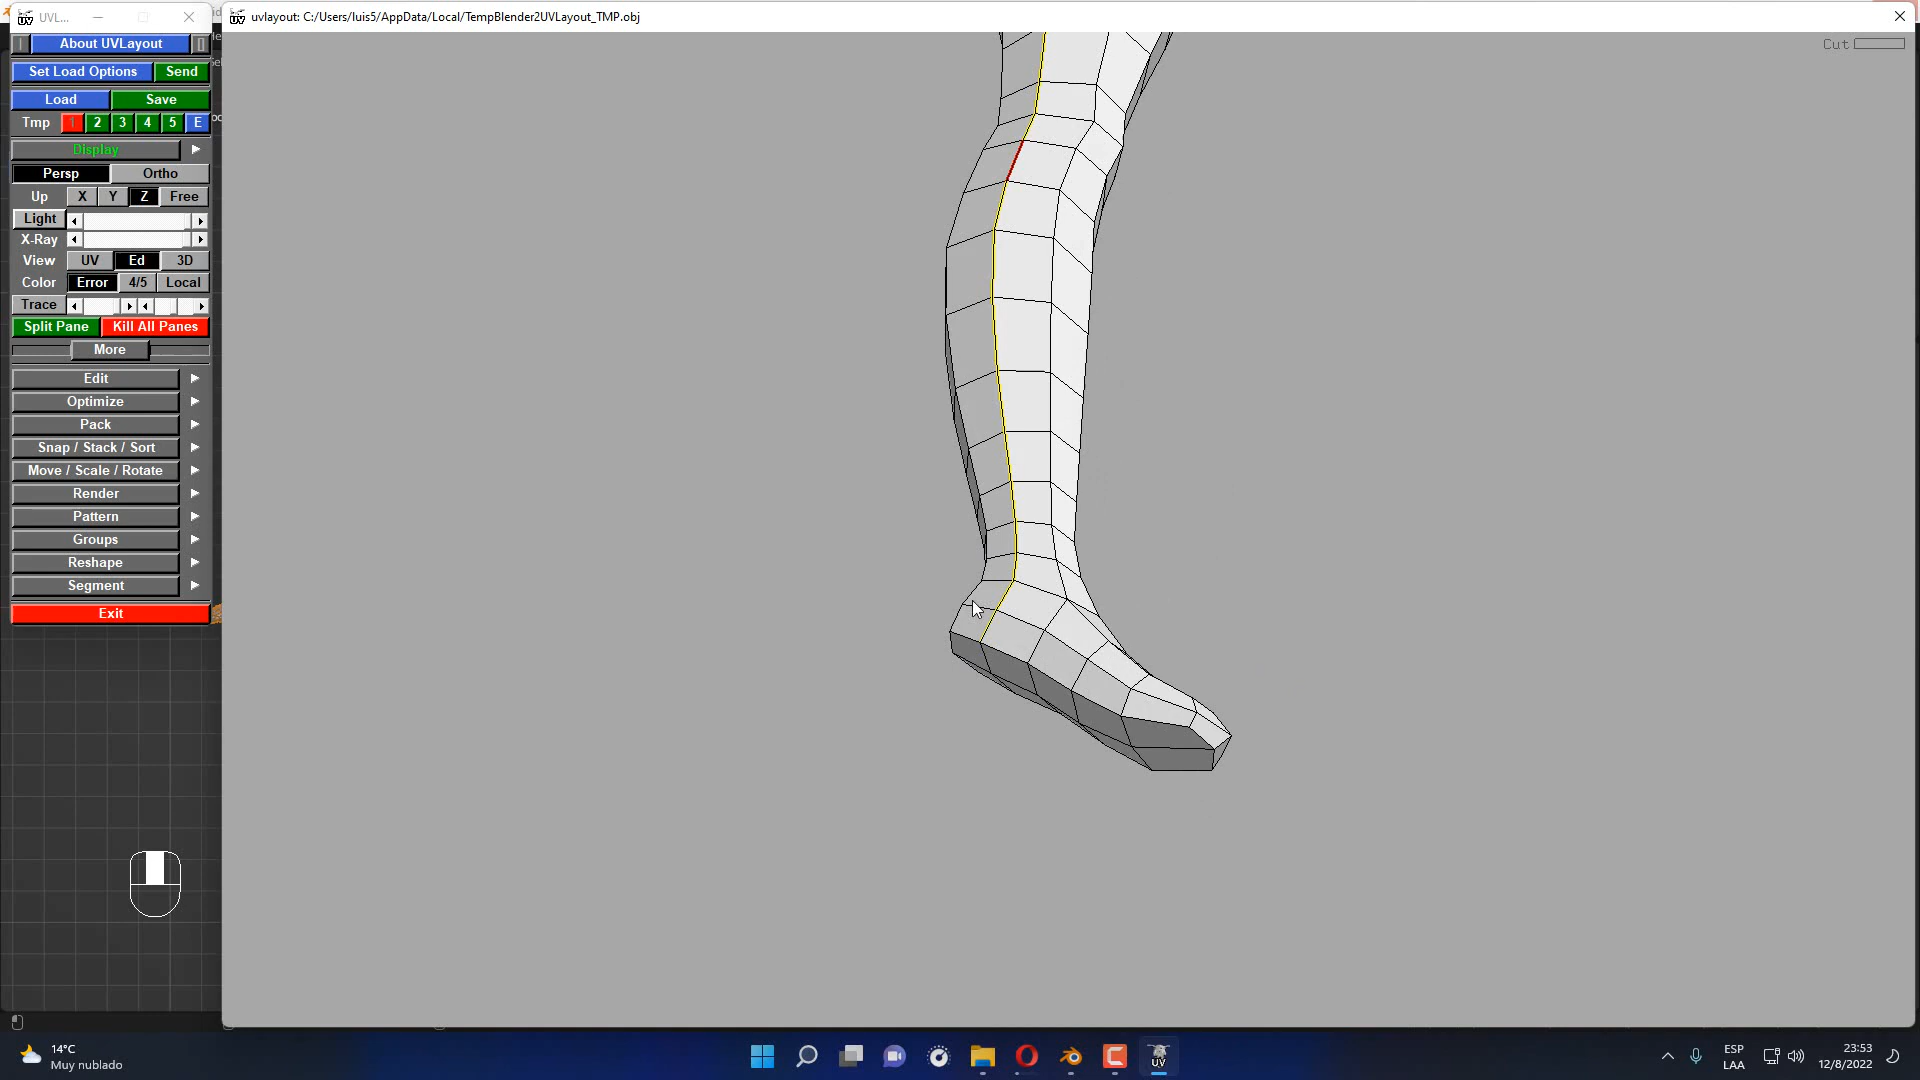 UVL...
uvlayout: C:/Users/luis5/AppData/Local/TempBlender2UVLayout_TMP.obj
About UVLayout
Set Load Options Send
Load Save
Tmp 1 2 3 4 5 E
Display
Persp Ortho
Up X Y Z Free
Light
X-Ray
View UV Ed 3D
Color Error 4/5 Local
Trace
Split Pane Kill All Panes
More
Edit
Optimize
Pack
Snap / Stack / Sort
Move / Scale / Rotate
Render
Pattern
Groups
Reshape
Segment
Exit
Cut
14°C
Muy nublado
UV
ESP
LAA
23:53
12/8/2022